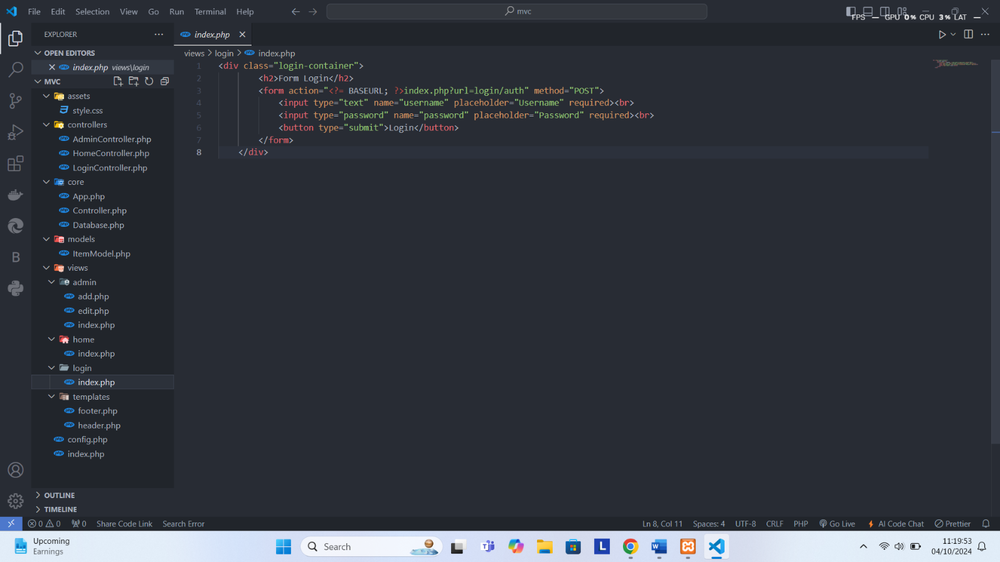 File Edit Selection View Go Run Terminal Help
mvc
FPS GPU 0% CPU 3% LAT
EXPLORER
index.php
OPEN EDITORS
index.php views\login
MVC
assets
style.css
controllers
AdminController.php
HomeController.php
LoginController.php
core
App.php
Controller.php
Database.php
models
ItemModel.php
views
admin
add.php
edit.php
index.php
home
index.php
login
index.php
templates
footer.php
header.php
config.php
index.php
OUTLINE
TIMELINE
views > login > index.php
1 <div class="login-container">
2 <h2>Form Login</h2>
3 <form action="<?= BASEURL; ?>index.php?url=login/auth" method="POST">
4 <input type="text" name="username" placeholder="Username" required><br>
5 <input type="password" name="password" placeholder="Password" required><br>
6 <button type="submit">Login</button>
7 </form>
8 </div>
0 0 0 Share Code Link Search Error
Ln 8, Col 11 Spaces: 4 UTF-8 CRLF PHP Go Live AI Code Chat Prettier
Upcoming
Earnings
Search
11:19:53
04/10/2024